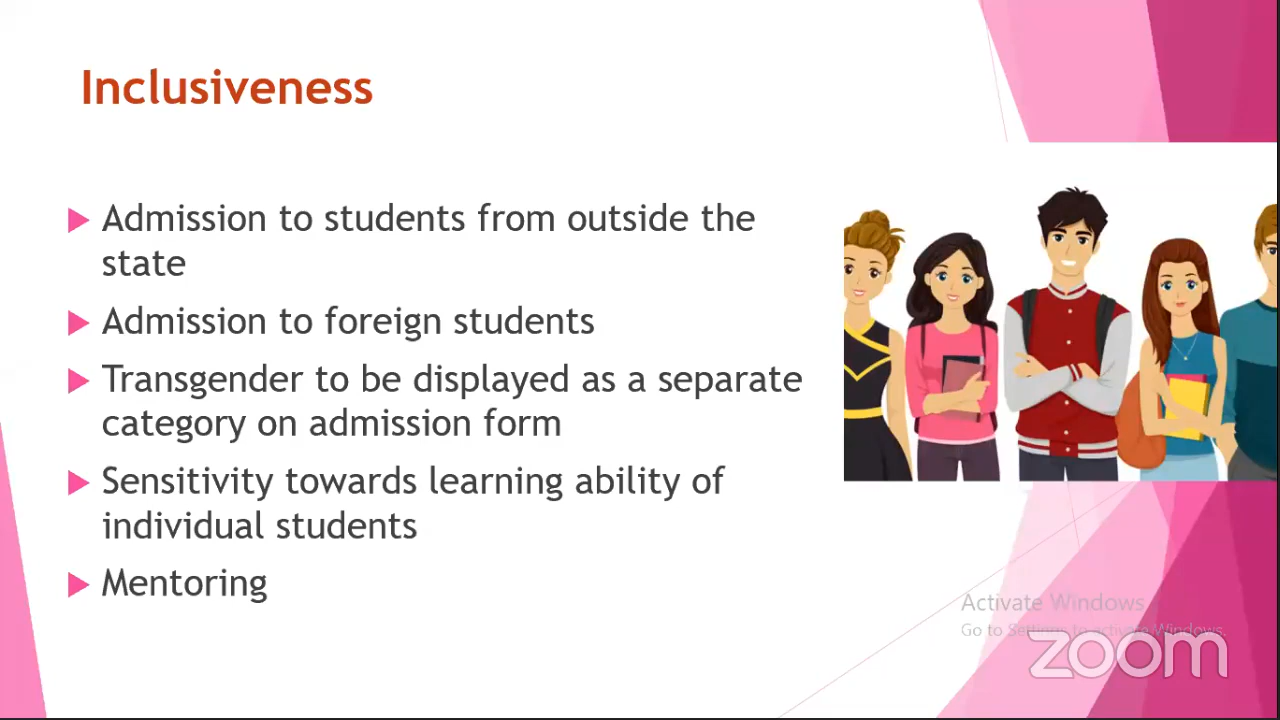 Inclusiveness
Admission to students from outside the
state
Admission to foreign students
Transgender to be displayed as a separate
category on admission form
Sensitivity towards learning ability of
individual students
Mentoring
Activate Windows
Go to Settings to activate Windows.
zoom